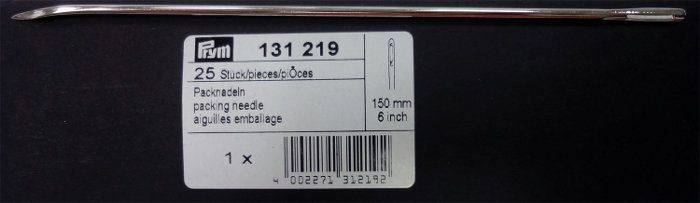 Prym 131 219
25 Stück/pieces/piÔces
Packnadeln
packing needle
aiguilles emballage
150 mm
6 inch
1 x
4 002271 312192